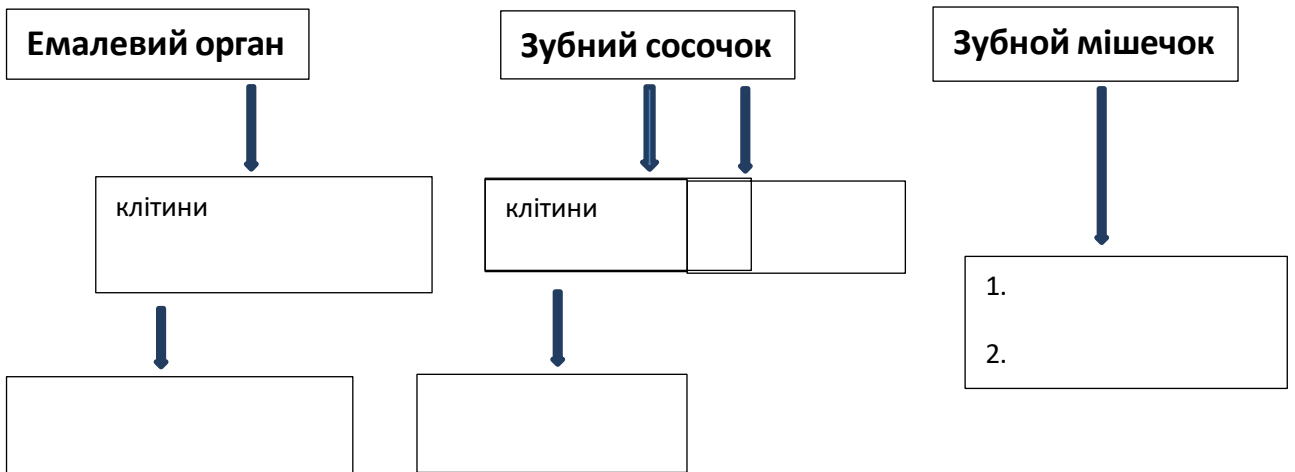 Емалевий орган
Зубний сосочок
Зубной мішечок
клітини
клітини
1.
2.